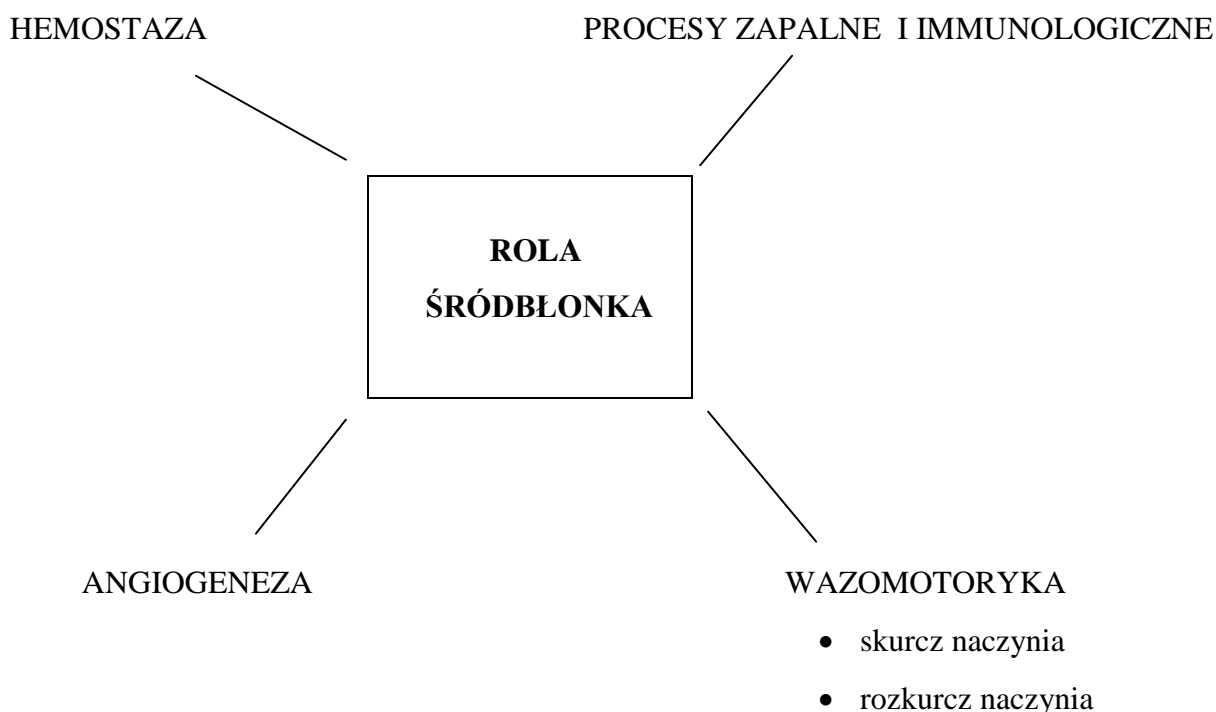 HEMOSTAZA
PROCESY ZAPALNE I IMMUNOLOGICZNE
ROLA
ŚRÓDBŁONKA
ANGIOGENEZA
WAZOMOTORYKA
• skurcz naczynia
• rozkurcz naczynia